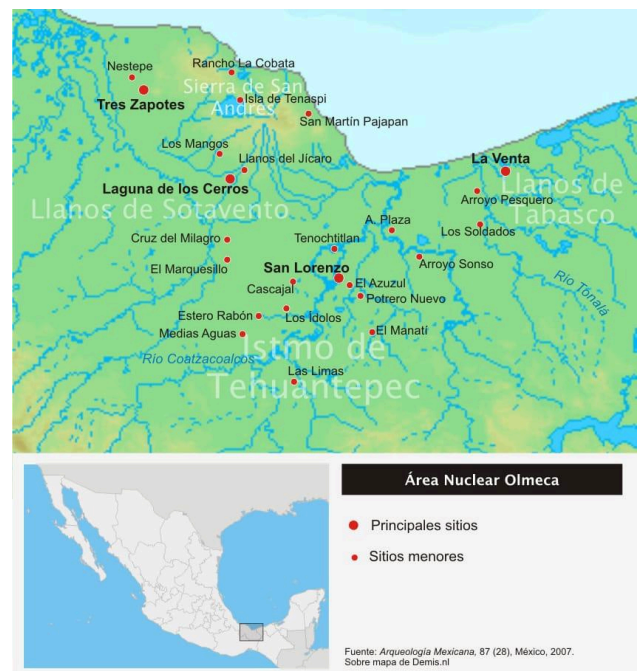 Rancho La Cobata
Nestepe
Sierra de San
Andrés
Isla de Tenaspi
Tres Zapotes
San Martín Pajapan
Los Mangos
Llanos del Jícaro
La Venta
Laguna de los Cerros
Llanos de
Tabasco
Arroyo Pesquero
Llanos de Sotavento
A. Plaza
Los Soldados
Cruz del Milagro
Tenochtitlan
El Marquesillo
San Lorenzo
Arroyo Sonso
Río Tonalá
Cascajal
El Azuzul
Potrero Nuevo
Estero Rabón
Los Ídolos
Medias Aguas
El Manatí
Istmo de
Tehuantepec
Río Coatzacoalcos
Las Limas
Área Nuclear Olmeca
Principales sitios
Sitios menores
Fuente: Arqueología Mexicana, 87 (28), México, 2007.
Sobre mapa de Demis.nl